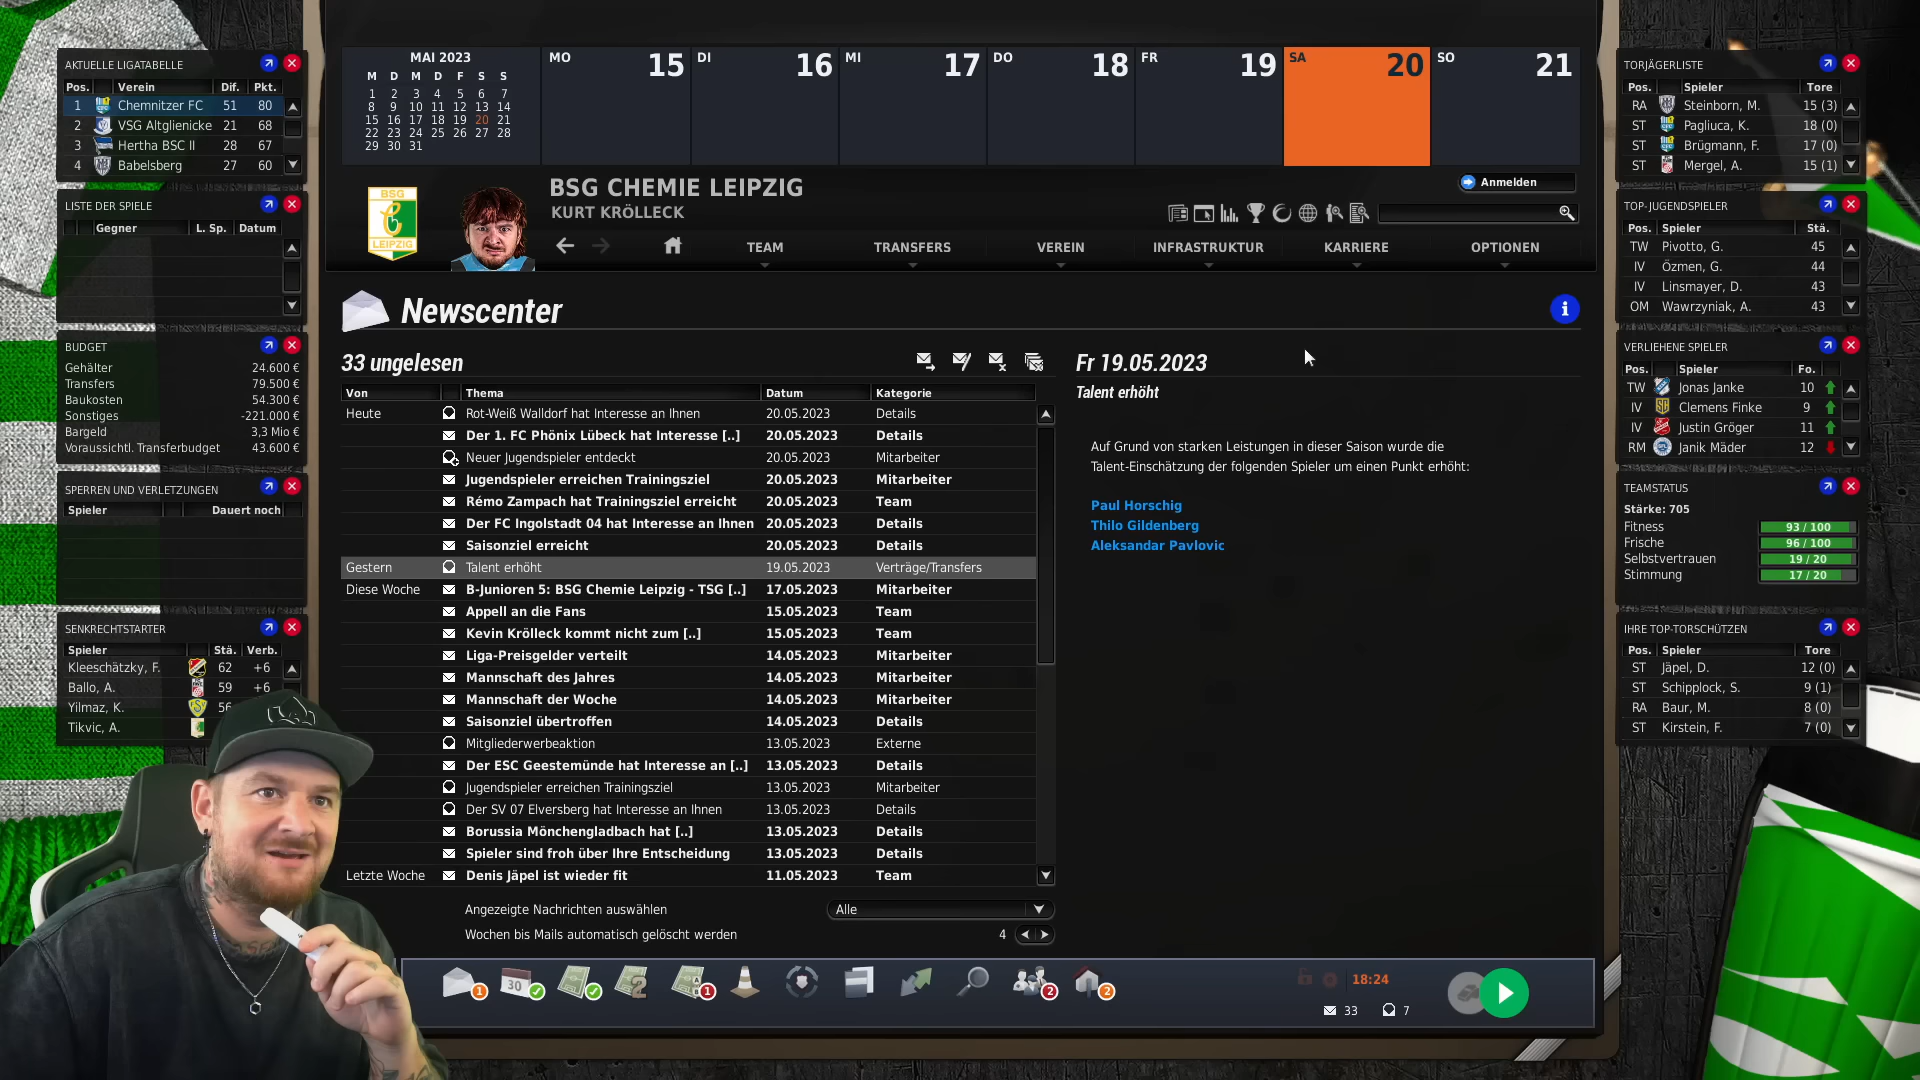 AKTUELLE LIGATABELLE
Pos. Verein Dif. Pkt.
1 Chemnitzer FC 51 80
2 VSG Altglienicke 21 68
3 Hertha BSC II 28 67
4 Babelsberg 27 60
LISTE DER SPIELE
Gegner L. Sp. Datum
BUDGET
Gehälter 24.600 €
Transfers 79.500 €
Baukosten 54.300 €
Sonstiges -221.000 €
Bargeld 3,3 Mio €
Voraussichtl. Transferbudget 43.600 €
SPERREN UND VERLETZUNGEN
Spieler Dauert noch
SENKRECHTSTARTER
Spieler Stä. Verb.
Kleeschätzky, F. 62 +6
Ballo, A. 59 +6
Yilmaz, K. 56
Tikvic, A.
MAI 2023
M D M D F S S
1 2 3 4 5 6 7
8 9 10 11 12 13 14
15 16 17 18 19 20 21
22 23 24 25 26 27 28
29 30 31
MO 15 DI 16 MI 17 DO 18 FR 19 SA 20 SO 21
BSG
LEIPZIG
BSG CHEMIE LEIPZIG
KURT KRÖLLECK
Anmelden
TEAM TRANSFERS VEREIN INFRASTRUKTUR KARRIERE OPTIONEN
Newscenter
i
33 ungelesen
Von Thema Datum Kategorie
Heute Rot-Weiß Walldorf hat Interesse an Ihnen 20.05.2023 Details
Der 1. FC Phönix Lübeck hat Interesse [..] 20.05.2023 Details
Neuer Jugendspieler entdeckt 20.05.2023 Mitarbeiter
Jugendspieler erreichen Trainingsziel 20.05.2023 Mitarbeiter
Rémo Zampach hat Trainingsziel erreicht 20.05.2023 Team
Der FC Ingolstadt 04 hat Interesse an Ihnen 20.05.2023 Details
Saisonziel erreicht 20.05.2023 Details
Gestern Talent erhöht 19.05.2023 Verträge/Transfers
Diese Woche B-Junioren 5: BSG Chemie Leipzig - TSG [..] 17.05.2023 Mitarbeiter
Appell an die Fans 15.05.2023 Team
Kevin Krölleck kommt nicht zum [..] 15.05.2023 Team
Liga-Preisgelder verteilt 14.05.2023 Mitarbeiter
Mannschaft des Jahres 14.05.2023 Mitarbeiter
Mannschaft der Woche 14.05.2023 Mitarbeiter
Saisonziel übertroffen 14.05.2023 Details
Mitgliederwerbeaktion 13.05.2023 Externe
Der ESC Geestemünde hat Interesse an [..] 13.05.2023 Details
Jugendspieler erreichen Trainingsziel 13.05.2023 Mitarbeiter
Der SV 07 Elversberg hat Interesse an Ihnen 13.05.2023 Details
Borussia Mönchengladbach hat [..] 13.05.2023 Details
Spieler sind froh über Ihre Entscheidung 13.05.2023 Details
Letzte Woche Denis Jäpel ist wieder fit 11.05.2023 Team
Angezeigte Nachrichten auswählen Alle
Wochen bis Mails automatisch gelöscht werden 4
Fr 19.05.2023
Talent erhöht
Auf Grund von starken Leistungen in dieser Saison wurde die
Talent-Einschätzung der folgenden Spieler um einen Punkt erhöht:
Paul Horschig
Thilo Gildenberg
Aleksandar Pavlovic
1 30 2 1 2 2
18:24
33 7
TORJÄGERLISTE
Pos. Spieler Tore
RA Steinborn, M. 15 (3)
ST Pagliuca, K. 18 (0)
ST Brügmann, F. 17 (0)
ST Mergel, A. 15 (1)
TOP-JUGENDSPIELER
Pos. Spieler Stä.
TW Pivotto, G. 45
IV Özmen, G. 44
IV Linsmayer, D. 43
OM Wawrzyniak, A. 43
VERLIEHENE SPIELER
Pos. Spieler Fo.
TW Jonas Janke 10
IV Clemens Finke 9
IV Justin Gröger 11
RM Janik Mäder 12
TEAMSTATUS
Stärke: 705
Fitness 93 / 100
Frische 96 / 100
Selbstvertrauen 19 / 20
Stimmung 17 / 20
IHRE TOP-TORSCHÜTZEN
Pos. Spieler Tore
ST Jäpel, D. 12 (0)
ST Schipplock, S. 9 (1)
RA Baur, M. 8 (0)
ST Kirstein, F. 7 (0)